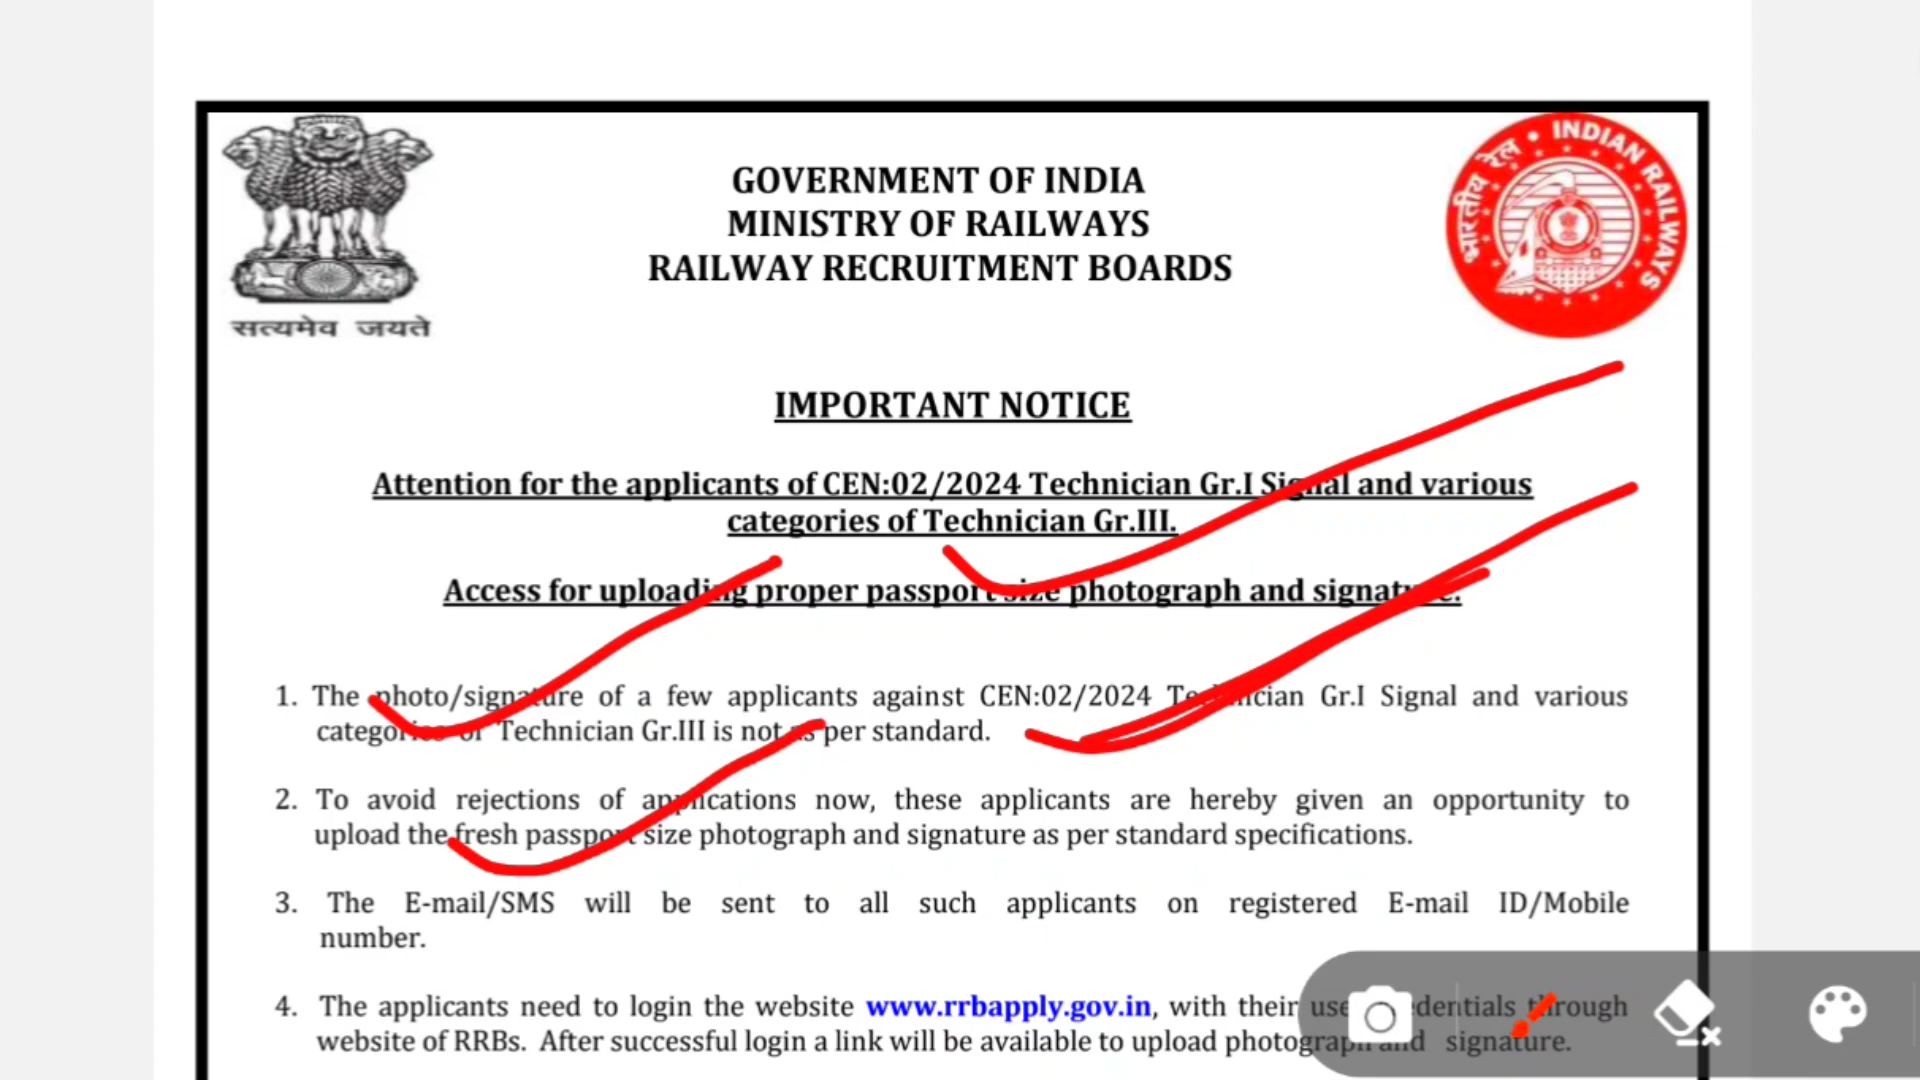 GOVERNMENT OF INDIA
MINISTRY OF RAILWAYS
RAILWAY RECRUITMENT BOARDS
सत्यमेव जयते
भारतीय रेल • INDIAN RAILWAYS
IMPORTANT NOTICE
Attention for the applicants of CEN:02/2024 Technician Gr.I Signal and various
categories of Technician Gr.III.
Access for uploading proper passport size photograph and signature.
1. The photo/signature of a few applicants against CEN:02/2024 Technician Gr.I Signal and various
categories of Technician Gr.III is not as per standard.
2. To avoid rejections of applications now, these applicants are hereby given an opportunity to
upload the fresh passport size photograph and signature as per standard specifications.
3. The E-mail/SMS will be sent to all such applicants on registered E-mail ID/Mobile
number.
4. The applicants need to login the website www.rrbapply.gov.in, with their through
website of RRBs. After successful login a link will be available to upload photograph and signature.